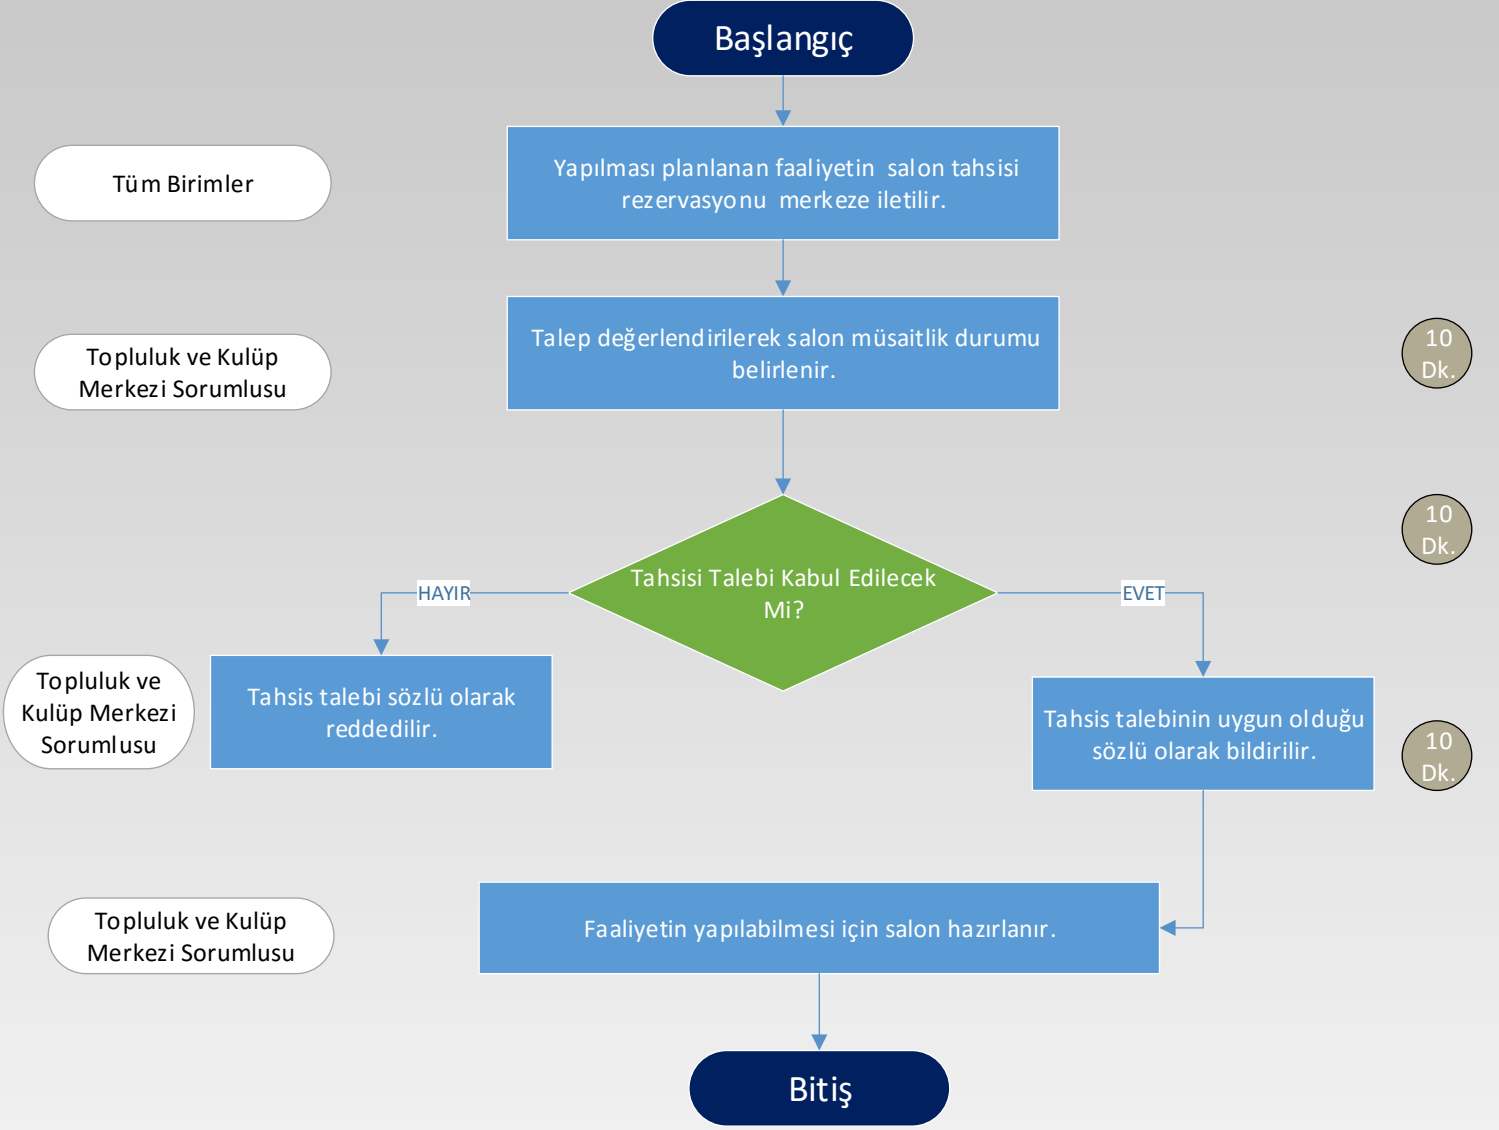 Başlangıç
Tüm Birimler
Yapılması planlanan faaliyetin salon tahsisi
rezervasyonu merkeze iletilir.
Topluluk ve Kulüp
Merkezi Sorumlusu
Talep değerlendirilerek salon müsaitlik durumu
belirlenir.
10
Dk.
10
Dk.
Tahsisi Talebi Kabul Edilecek
Mi?
HAYIR
EVET
Topluluk ve
Kulüp Merkezi
Sorumlusu
Tahsis talebi sözlü olarak
reddedilir.
Tahsis talebinin uygun olduğu
sözlü olarak bildirilir.
10
Dk.
Topluluk ve Kulüp
Merkezi Sorumlusu
Faaliyetin yapılabilmesi için salon hazırlanır.
Bitiş